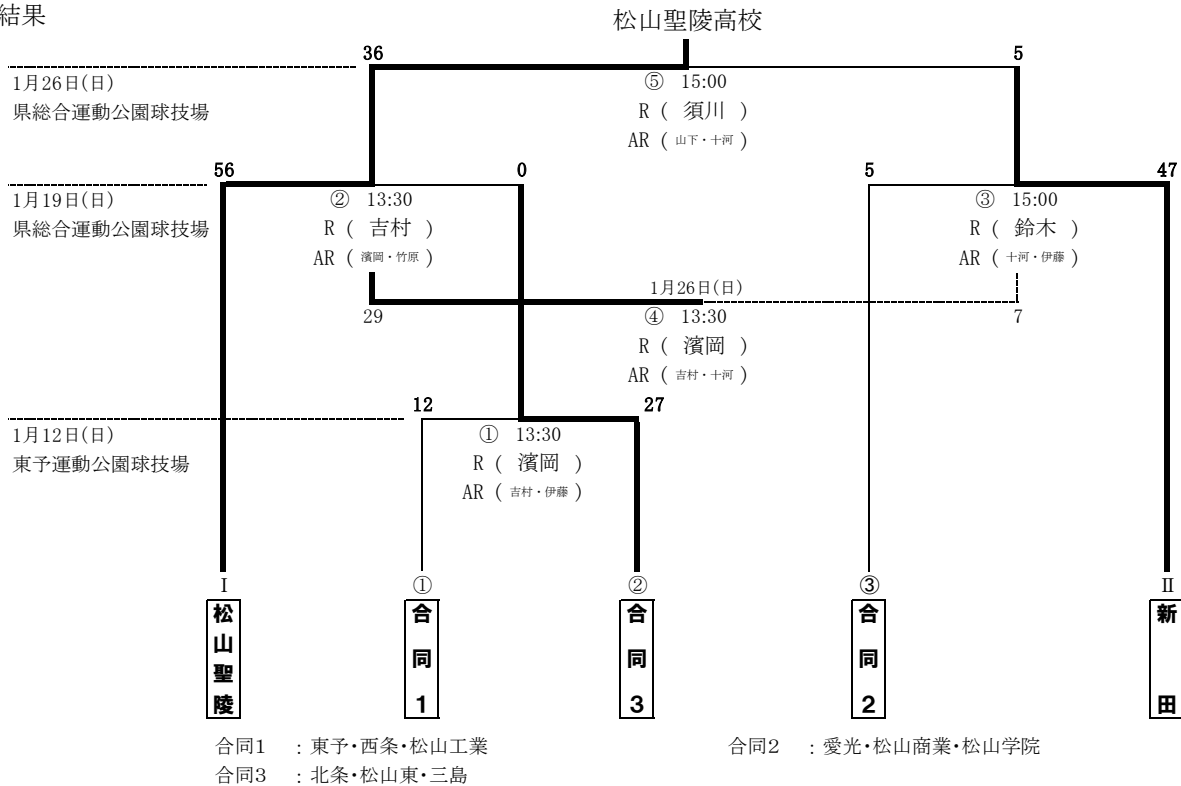 結果
松山聖陵高校
36
5
1月26日(日)
県総合運動公園球技場
⑤ 15:00
R ( 須川 )
AR ( 山下・十河 )
56
0
5
47
1月19日(日)
県総合運動公園球技場
② 13:30
R ( 吉村 )
AR ( 濱岡・竹原 )
③ 15:00
R ( 鈴木 )
AR ( 十河・伊藤 )
1月26日(日)
29
7
④ 13:30
R ( 濱岡 )
AR ( 吉村・十河 )
12
27
1月12日(日)
東予運動公園球技場
① 13:30
R ( 濱岡 )
AR ( 吉村・伊藤 )
Ⅰ
①
②
③
Ⅱ
松山聖陵
合同1
合同3
合同2
新田
合同1 : 東予・西条・松山工業
合同2 : 愛光・松山商業・松山学院
合同3 : 北条・松山東・三島